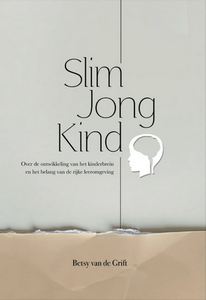 Slim
Jong
Kind
Over de ontwikkeling van het kinderbrein
en het belang van de rijke leeromgeving
Betsy van de Grift